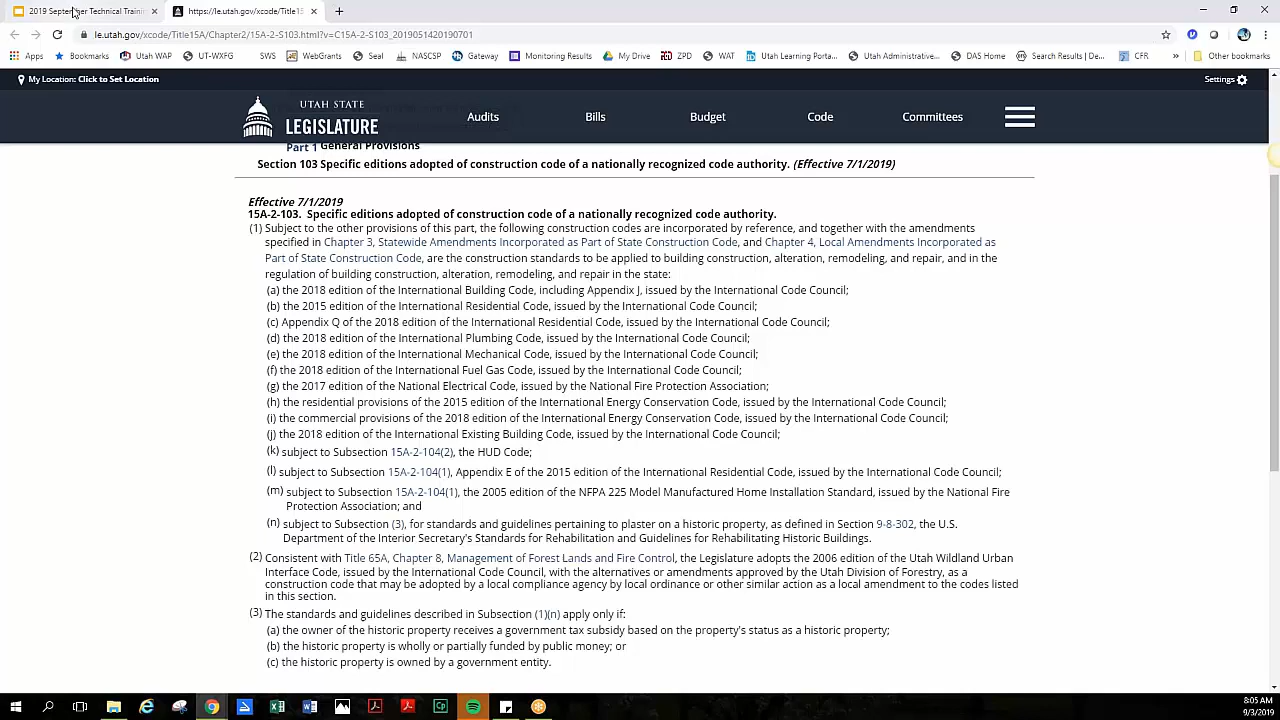 2019 September Technical Trainin
https://le.utah.gov/xcode/Title15
le.utah.gov/xcode/Title15A/Chapter2/15A-2-S103.html?v=C15A-2-S103_2019051420190701
Apps
Bookmarks
Utah WAP
UT-WXFG
SWS
WebGrants
Seal
NASCSP
Gateway
Monitoring Results
My Drive
ZPD
WAT
Utah Learning Porta...
Utah Administrative...
DAS Home
Search Results | De...
CFR
Other bookmarks
My Location: Click to Set Location
Settings
UTAH STATE
LEGISLATURE
Audits
Bills
Budget
Code
Committees
Part 1 General Provisions
Section 103 Specific editions adopted of construction code of a nationally recognized code authority. (Effective 7/1/2019)
Effective 7/1/2019
15A-2-103. Specific editions adopted of construction code of a nationally recognized code authority.
(1) Subject to the other provisions of this part, the following construction codes are incorporated by reference, and together with the amendments
specified in Chapter 3, Statewide Amendments Incorporated as Part of State Construction Code, and Chapter 4, Local Amendments Incorporated as
Part of State Construction Code, are the construction standards to be applied to building construction, alteration, remodeling, and repair, and in the
regulation of building construction, alteration, remodeling, and repair in the state:
(a) the 2018 edition of the International Building Code, including Appendix J, issued by the International Code Council;
(b) the 2015 edition of the International Residential Code, issued by the International Code Council;
(c) Appendix Q of the 2018 edition of the International Residential Code, issued by the International Code Council;
(d) the 2018 edition of the International Plumbing Code, issued by the International Code Council;
(e) the 2018 edition of the International Mechanical Code, issued by the International Code Council;
(f) the 2018 edition of the International Fuel Gas Code, issued by the International Code Council;
(g) the 2017 edition of the National Electrical Code, issued by the National Fire Protection Association;
(h) the residential provisions of the 2015 edition of the International Energy Conservation Code, issued by the International Code Council;
(i) the commercial provisions of the 2018 edition of the International Energy Conservation Code, issued by the International Code Council;
(j) the 2018 edition of the International Existing Building Code, issued by the International Code Council;
(k) subject to Subsection 15A-2-104(2), the HUD Code;
(l) subject to Subsection 15A-2-104(1), Appendix E of the 2015 edition of the International Residential Code, issued by the International Code Council;
(m) subject to Subsection 15A-2-104(1), the 2005 edition of the NFPA 225 Model Manufactured Home Installation Standard, issued by the National Fire
Protection Association; and
(n) subject to Subsection (3), for standards and guidelines pertaining to plaster on a historic property, as defined in Section 9-8-302, the U.S.
Department of the Interior Secretary's Standards for Rehabilitation and Guidelines for Rehabilitating Historic Buildings.
(2) Consistent with Title 65A, Chapter 8, Management of Forest Lands and Fire Control, the Legislature adopts the 2006 edition of the Utah Wildland Urban
Interface Code, issued by the International Code Council, with the alternatives or amendments approved by the Utah Division of Forestry, as a
construction code that may be adopted by a local compliance agency by local ordinance or other similar action as a local amendment to the codes listed
in this section.
(3) The standards and guidelines described in Subsection (1)(n) apply only if:
(a) the owner of the historic property receives a government tax subsidy based on the property's status as a historic property;
(b) the historic property is wholly or partially funded by public money; or
(c) the historic property is owned by a government entity.
8:05 AM
9/3/2019